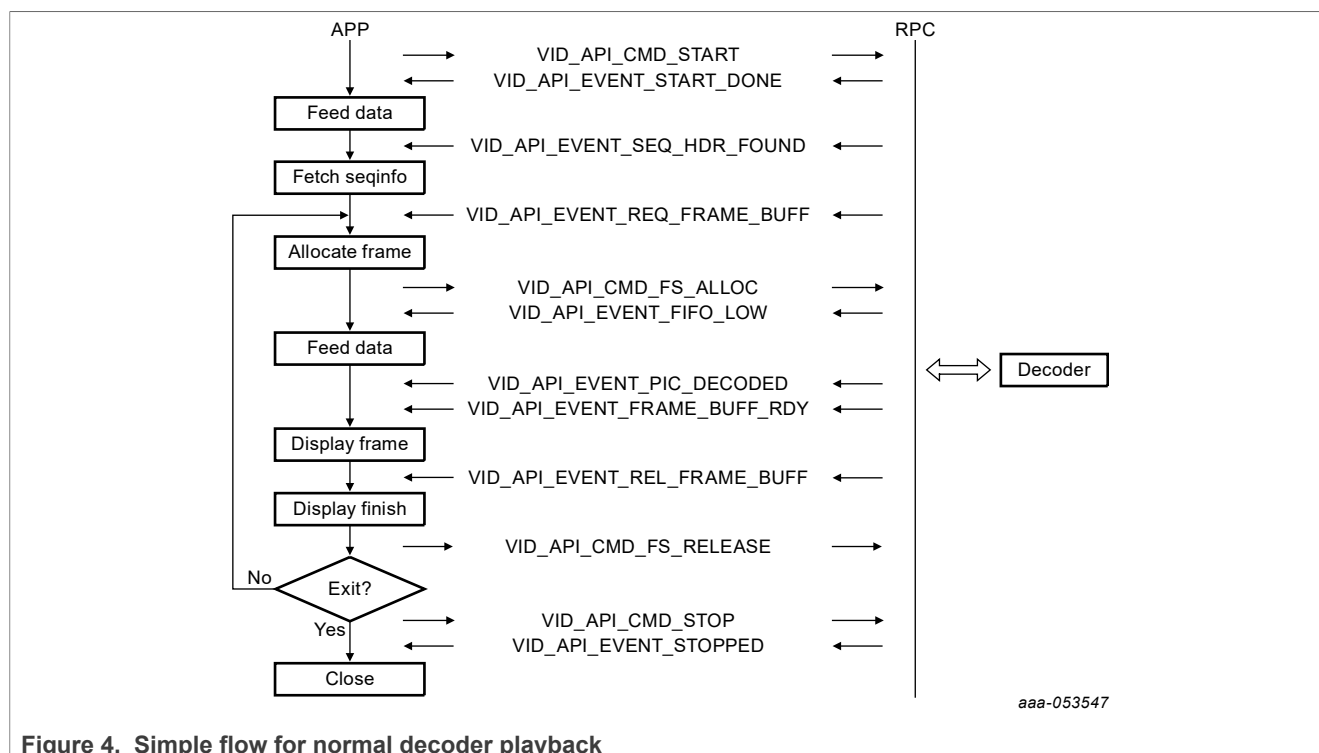 APP
RPC
VID_API_CMD_START
VID_API_EVENT_START_DONE
Feed data
VID_API_EVENT_SEQ_HDR_FOUND
Fetch seqinfo
VID_API_EVENT_REQ_FRAME_BUFF
Allocate frame
VID_API_CMD_FS_ALLOC
VID_API_EVENT_FIFO_LOW
Feed data
Decoder
VID_API_EVENT_PIC_DECODED
VID_API_EVENT_FRAME_BUFF_RDY
Display frame
VID_API_EVENT_REL_FRAME_BUFF
Display finish
VID_API_CMD_FS_RELEASE
No
Exit?
VID_API_CMD_STOP
Yes
VID_API_EVENT_STOPPED
Close
aaa-053547
Figure 4. Simple flow for normal decoder playback